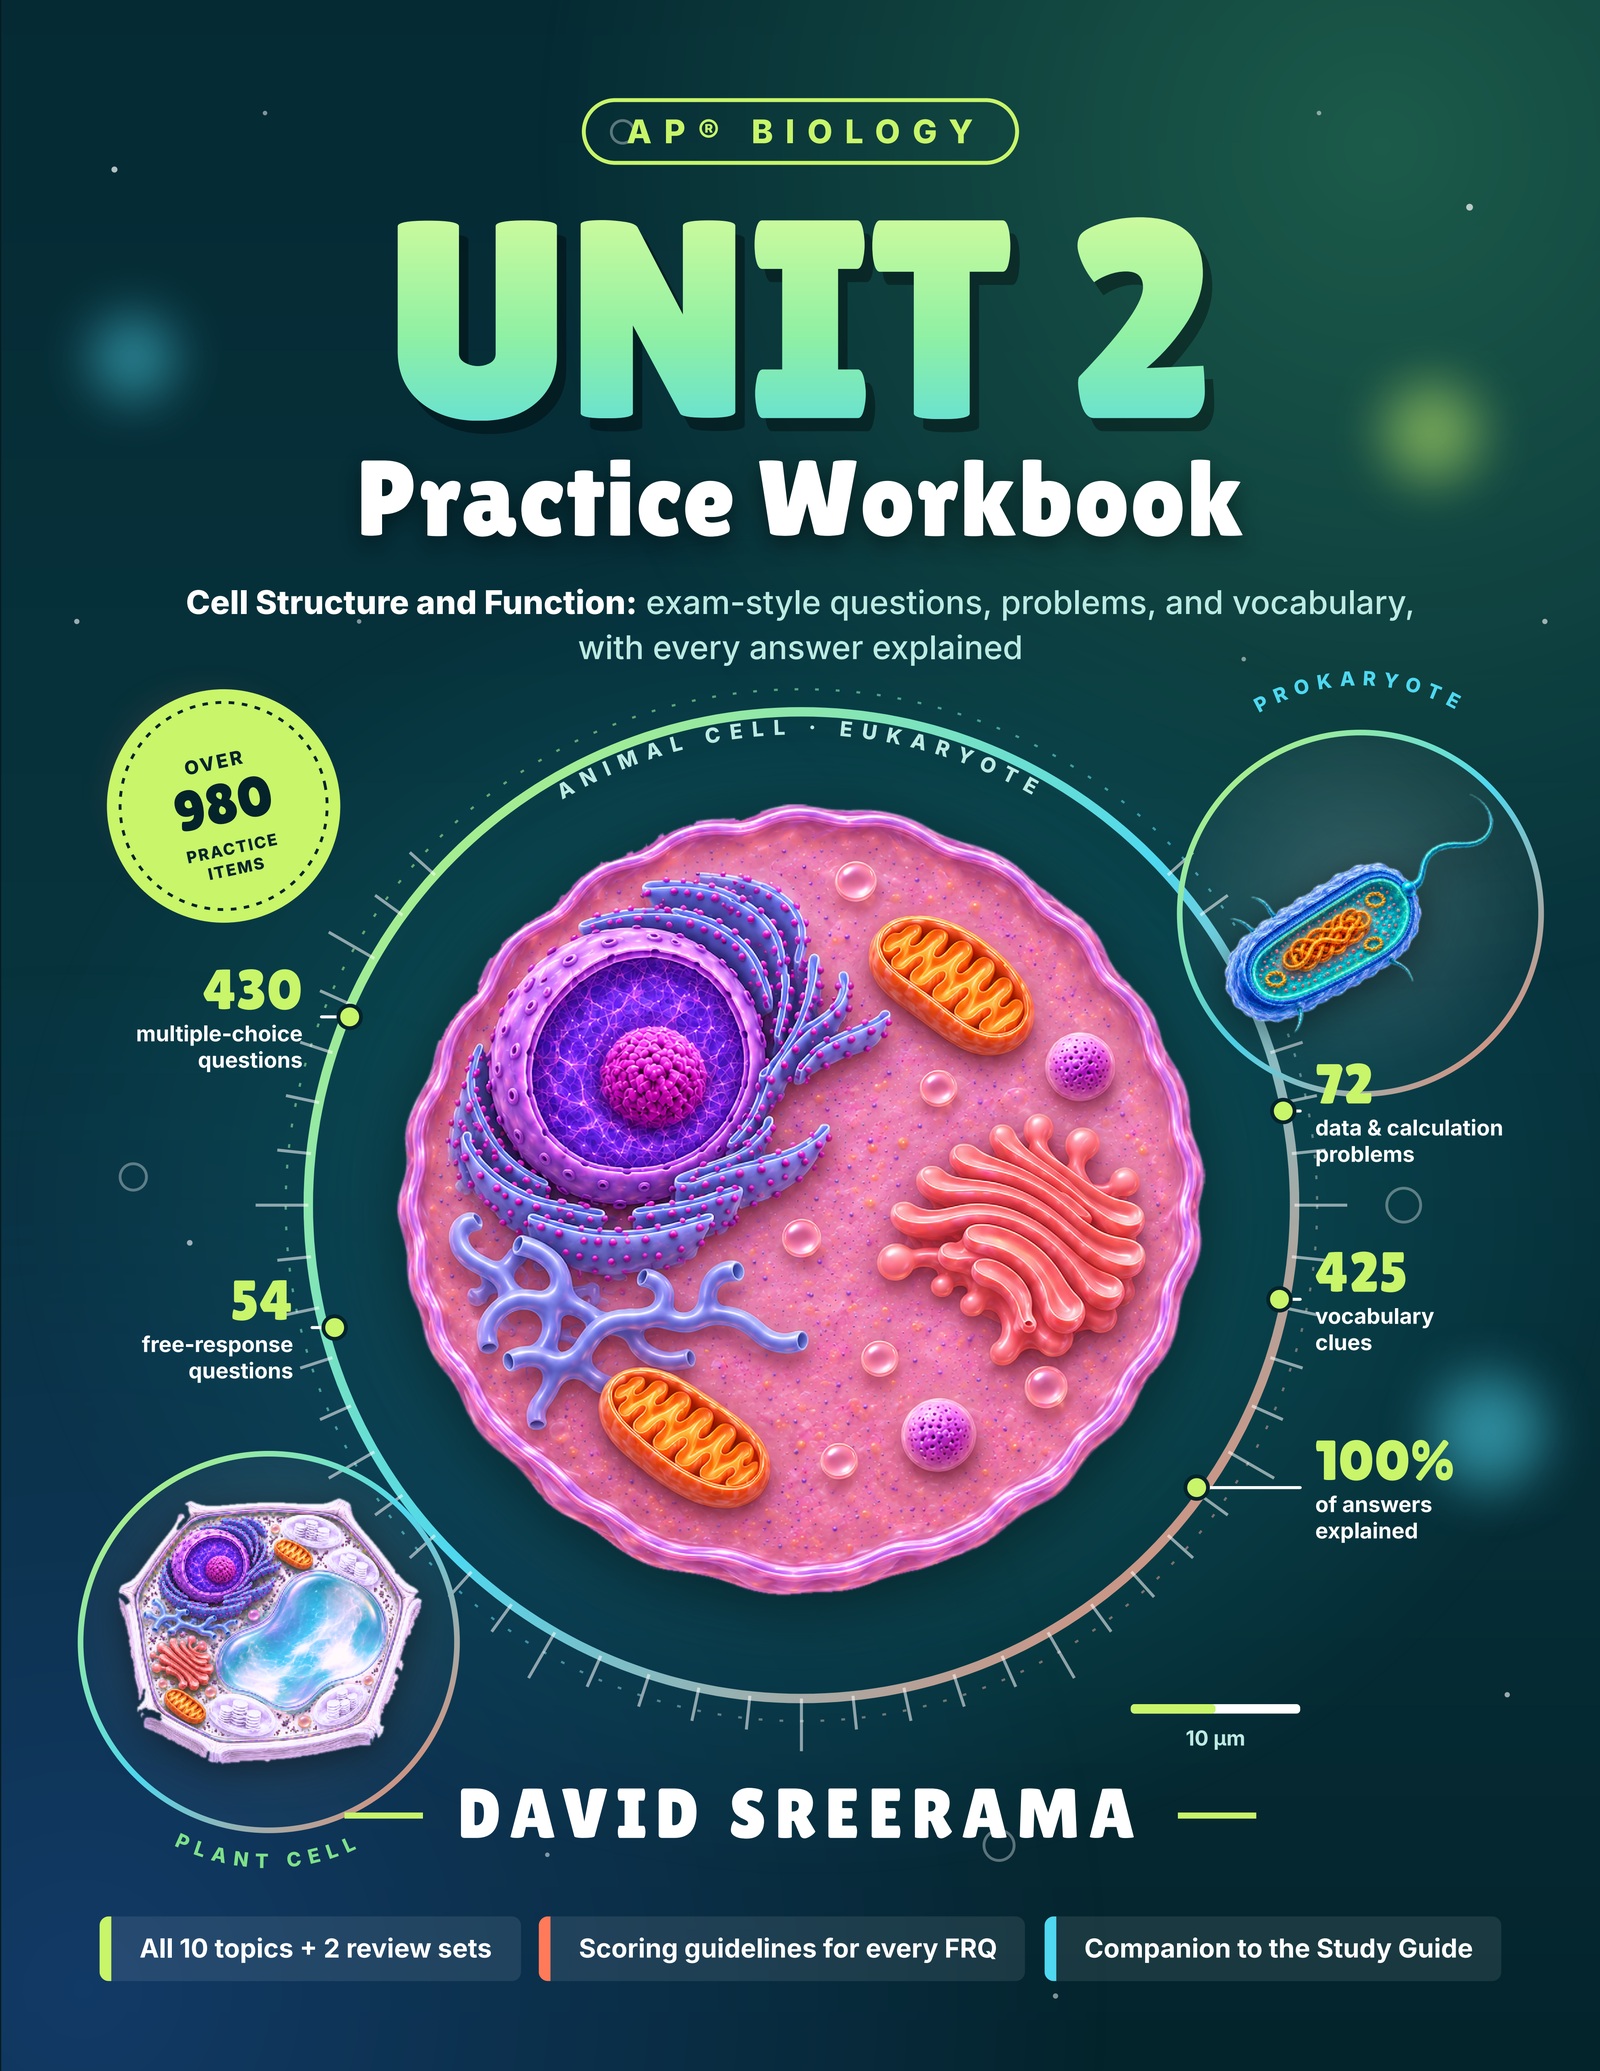 AP® BIOLOGY
UNIT 2
Practice Workbook
Cell Structure and Function: exam-style questions, problems, and vocabulary,
with every answer explained
PROKARYOTE
ANIMAL CELL · EUKARYOTE
OVER
980
PRACTICE
ITEMS
430
multiple-choice
questions
72
data & calculation
problems
54
free-response
questions
425
vocabulary
clues
100%
of answers
explained
10 µm
DAVID SREERAMA
PLANT CELL
All 10 topics + 2 review sets
Scoring guidelines for every FRQ
Companion to the Study Guide